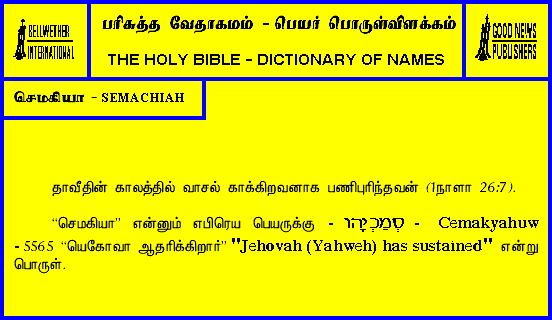 BELLWETHER
INTERNATIONAL
பரிசுத்த வேதாகமம் - பெயர் பொருள்விளக்கம்
THE HOLY BIBLE - DICTIONARY OF NAMES
GOOD NEWS
PUBLISHERS
செமகியா - SEMACHIAH
தாவீதின் காலத்தில் வாசல் காக்கிறவனாக பணிபுரிந்தவன் (1நாளா 26:7).
“செமகியா” என்னும் எபிரெய பெயருக்கு - סְמַכְיָהוּ - Cemakyahuw
- 5565 “யெகோவா ஆதரிக்கிறார்” "Jehovah (Yahweh) has sustained" என்று
பொருள்.